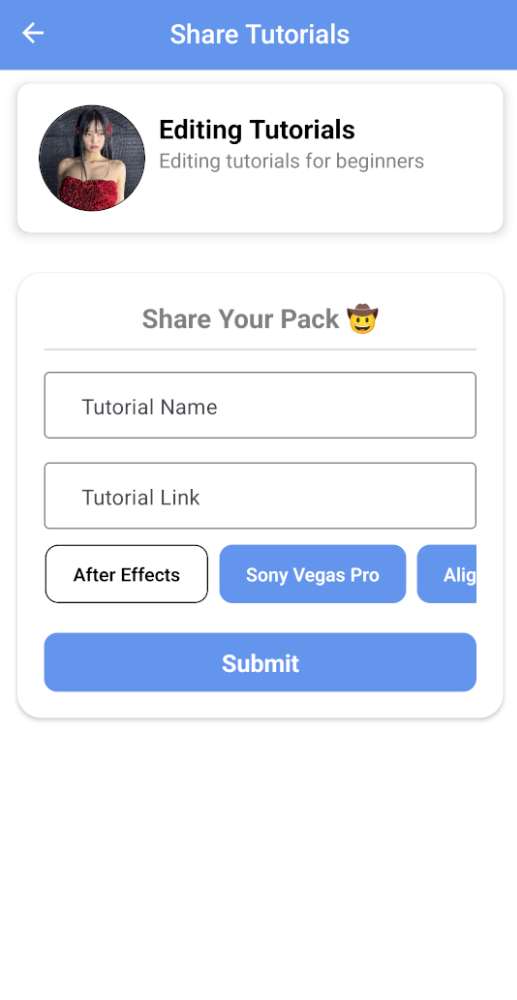 Share Tutorials
Editing Tutorials
Editing tutorials for beginners
Share Your Pack 🤠
Tutorial Name
Tutorial Link
After Effects Sony Vegas Pro Alig
Submit